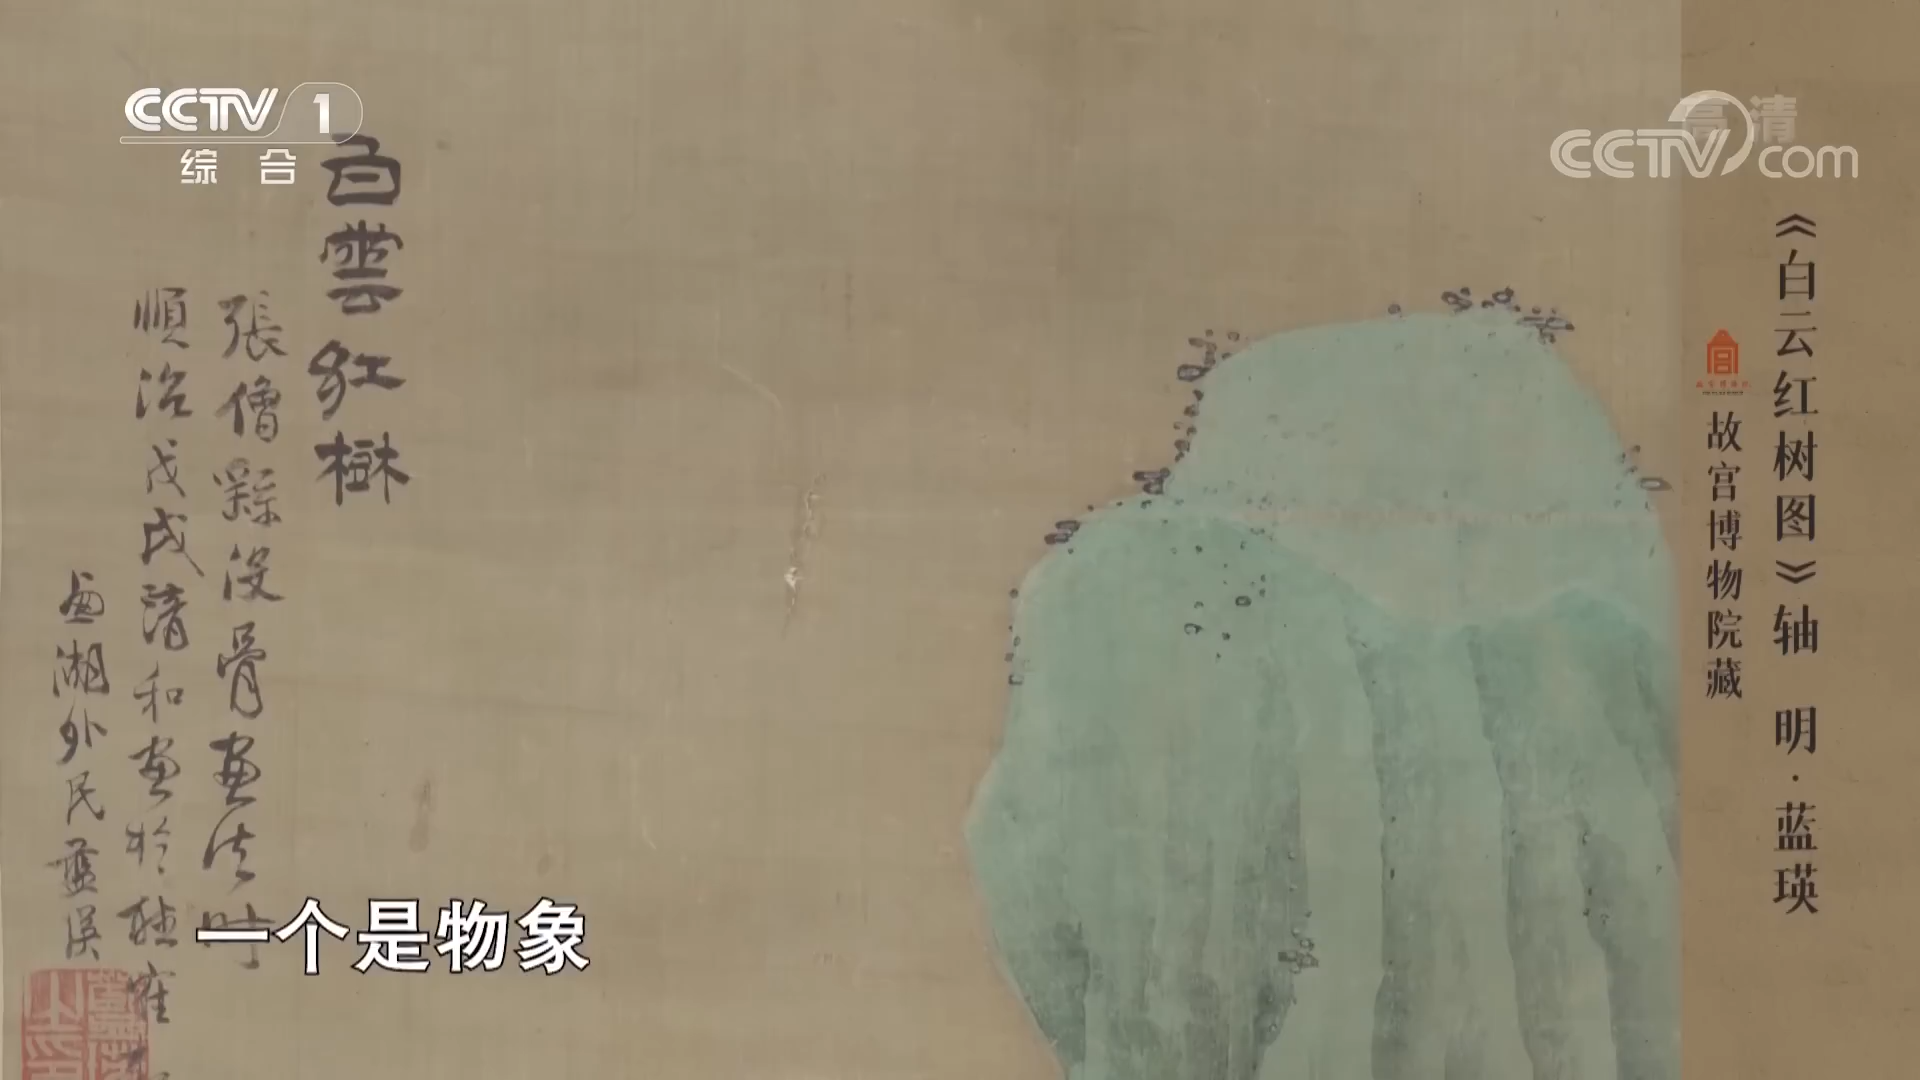 CCTV 1
综合
高清
CCTV com
《白云红树图》轴 明·蓝瑛
故宫博物院藏
白雲紅樹
張僧繇没骨畫法時
順治戊戌清和畫於
湖外民藍瑛
一个是物象